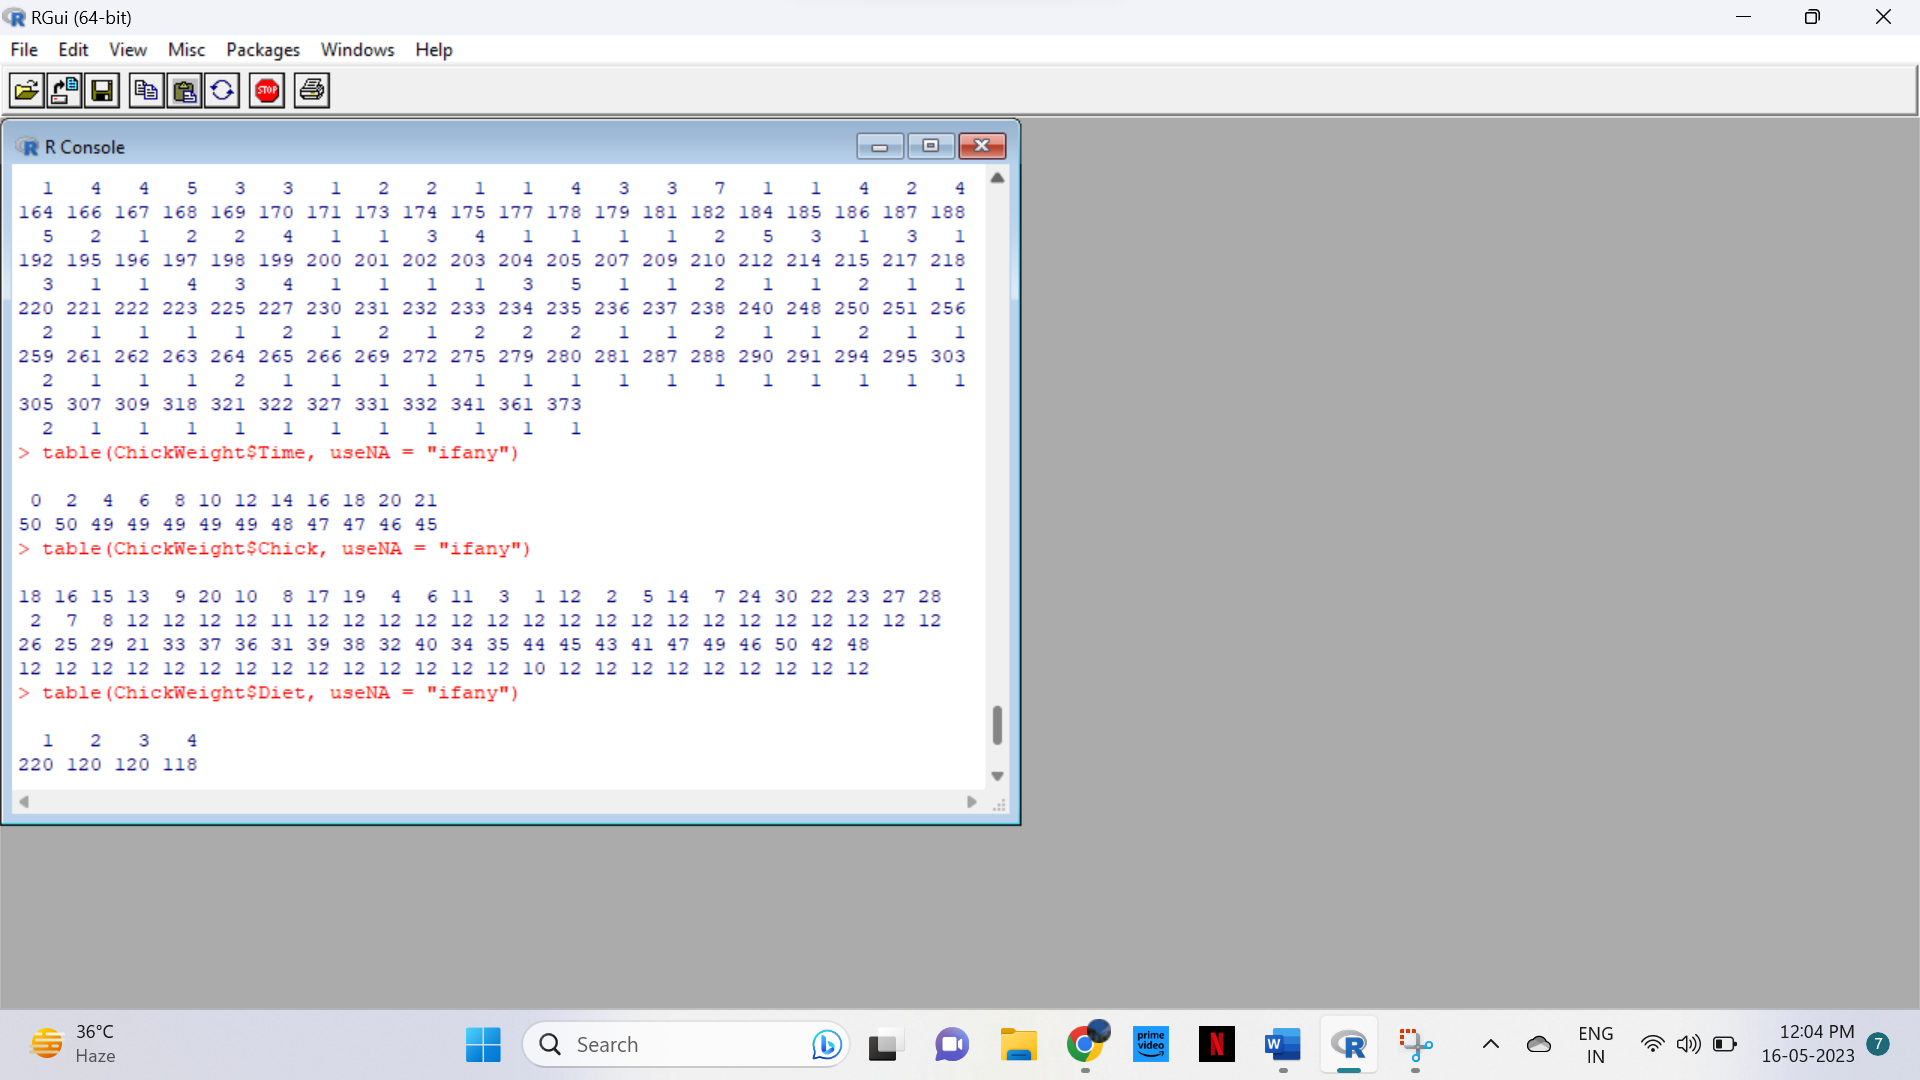 RGui (64-bit)
File Edit View Misc Packages Windows Help
STOP
R Console
1 4 4 5 3 3 1 2 2 1 1 4 3 3 7 1 1 4 2 4
164 166 167 168 169 170 171 173 174 175 177 178 179 181 182 184 185 186 187 188
5 2 1 2 2 4 1 1 3 4 1 1 1 1 2 5 3 1 3 1
192 195 196 197 198 199 200 201 202 203 204 205 207 209 210 212 214 215 217 218
3 1 1 4 3 4 1 1 1 1 3 5 1 1 2 1 1 2 1 1
220 221 222 223 225 227 230 231 232 233 234 235 236 237 238 240 248 250 251 256
2 1 1 1 1 2 1 2 1 2 2 2 1 1 2 1 1 2 1 1
259 261 262 263 264 265 266 269 272 275 279 280 281 287 288 290 291 294 295 303
2 1 1 1 2 1 1 1 1 1 1 1 1 1 1 1 1 1 1 1
305 307 309 318 321 322 327 331 332 341 361 373
2 1 1 1 1 1 1 1 1 1 1 1
> table(ChickWeight$Time, useNA = "ifany")
0 2 4 6 8 10 12 14 16 18 20 21
50 50 49 49 49 49 49 48 47 47 46 45
> table(ChickWeight$Chick, useNA = "ifany")
18 16 15 13 9 20 10 8 17 19 4 6 11 3 1 12 2 5 14 7 24 30 22 23 27 28
2 7 8 12 12 12 12 11 12 12 12 12 12 12 12 12 12 12 12 12 12 12 12 12 12 12
26 25 29 21 33 37 36 31 39 38 32 40 34 35 44 45 43 41 47 49 46 50 42 48
12 12 12 12 12 12 12 12 12 12 12 12 12 12 10 12 12 12 12 12 12 12 12 12
> table(ChickWeight$Diet, useNA = "ifany")
1 2 3 4
220 120 120 118
36°C
Haze
Search
prime video
N
W
R
ENG
IN
12:04 PM
16-05-2023
7